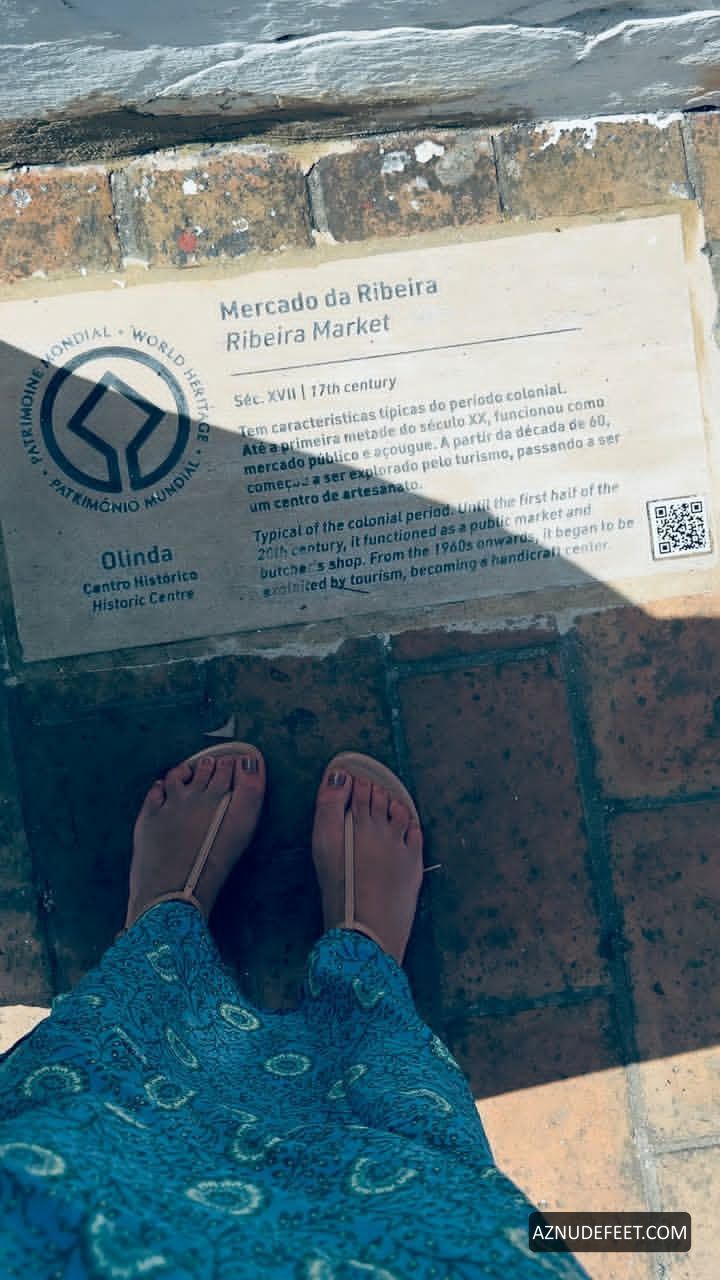 Mercado da Ribeira
Ribeira Market
Séc. XVII | 17th century
Tem características típicas do período colonial.
Até a primeira metade do século XX, funcionou como
mercado público e açougue. A partir da década de 60,
começou a ser explorado pelo turismo, passando a ser
um centro de artesanato.
Typical of the colonial period. Until the first half of the
20th century, it functioned as a public market and
butcher's shop. From the 1960s onwards, it began to be
exploited by tourism, becoming a handicraft center.
PATRIMOINE MONDIAL • WORLD HERITAGE • PATRIMÔNIO MUNDIAL •
Olinda
Centro Histórico
Historic Centre
AZNUDEFEET.COM